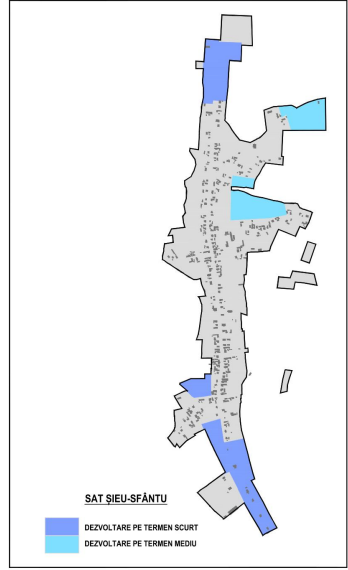 SAT ȘIEU-SFÂNTU
DEZVOLTARE PE TERMEN SCURT
DEZVOLTARE PE TERMEN MEDIU